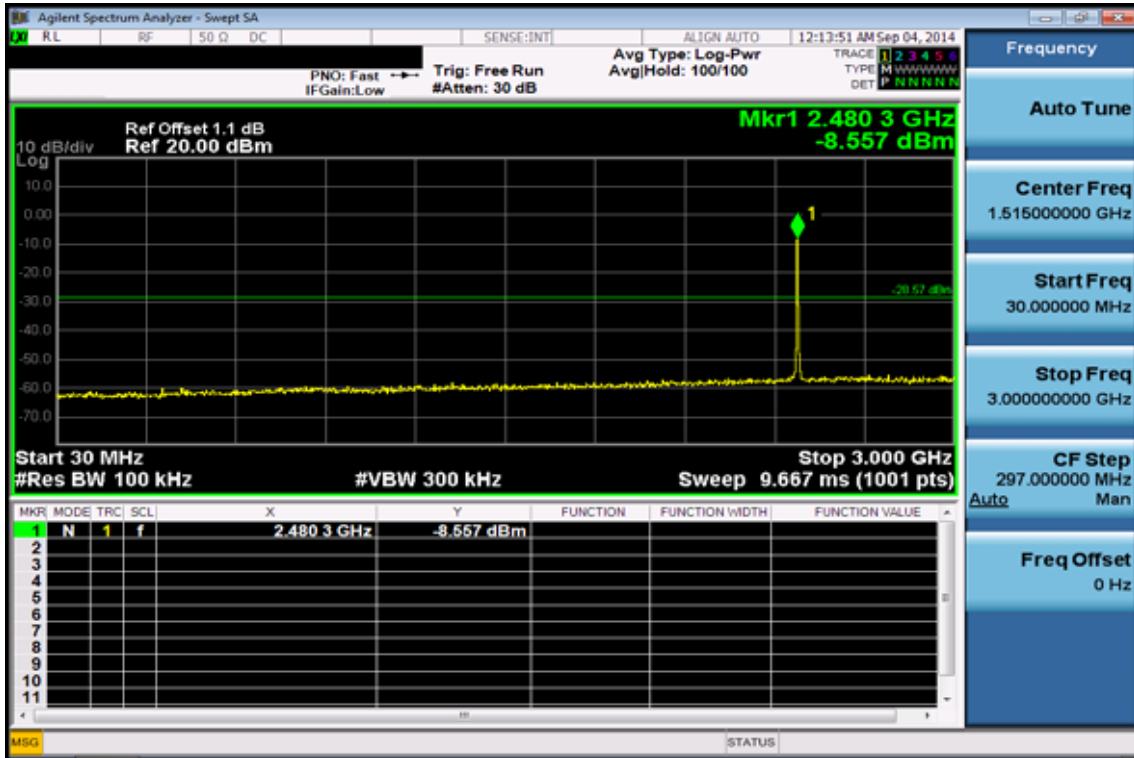 Agilent Spectrum Analyzer - Swept SA
RL RF 50 Ω DC SENSE:INT ALIGN AUTO 12:13:51 AM Sep 04, 2014
PNO: Fast Trig: Free Run Avg Type: Log-Pwr TRACE 1 2 3 4 5 6
IFGain:Low #Atten: 30 dB Avg|Hold: 100/100 TYPE M WWWWW
DET P N N N N N
Frequency
Auto Tune
Center Freq
1.515000000 GHz
Start Freq
30.000000 MHz
Stop Freq
3.000000000 GHz
CF Step
297.000000 MHz
Auto Man
Freq Offset
0 Hz
Mkr1 2.480 3 GHz
-8.557 dBm
Ref Offset 1.1 dB
10 dB/div Ref 20.00 dBm
Log
10.0
0.00
1
-10.0
-20.0
-28.57 dBm
-30.0
-40.0
-50.0
-60.0
-70.0
Start 30 MHz Stop 3.000 GHz
#Res BW 100 kHz #VBW 300 kHz Sweep 9.667 ms (1001 pts)
MKR MODE TRC SCL X Y FUNCTION FUNCTION WIDTH FUNCTION VALUE
1 N 1 f 2.480 3 GHz -8.557 dBm
2
3
4
5
6
7
8
9
10
11
MSG STATUS